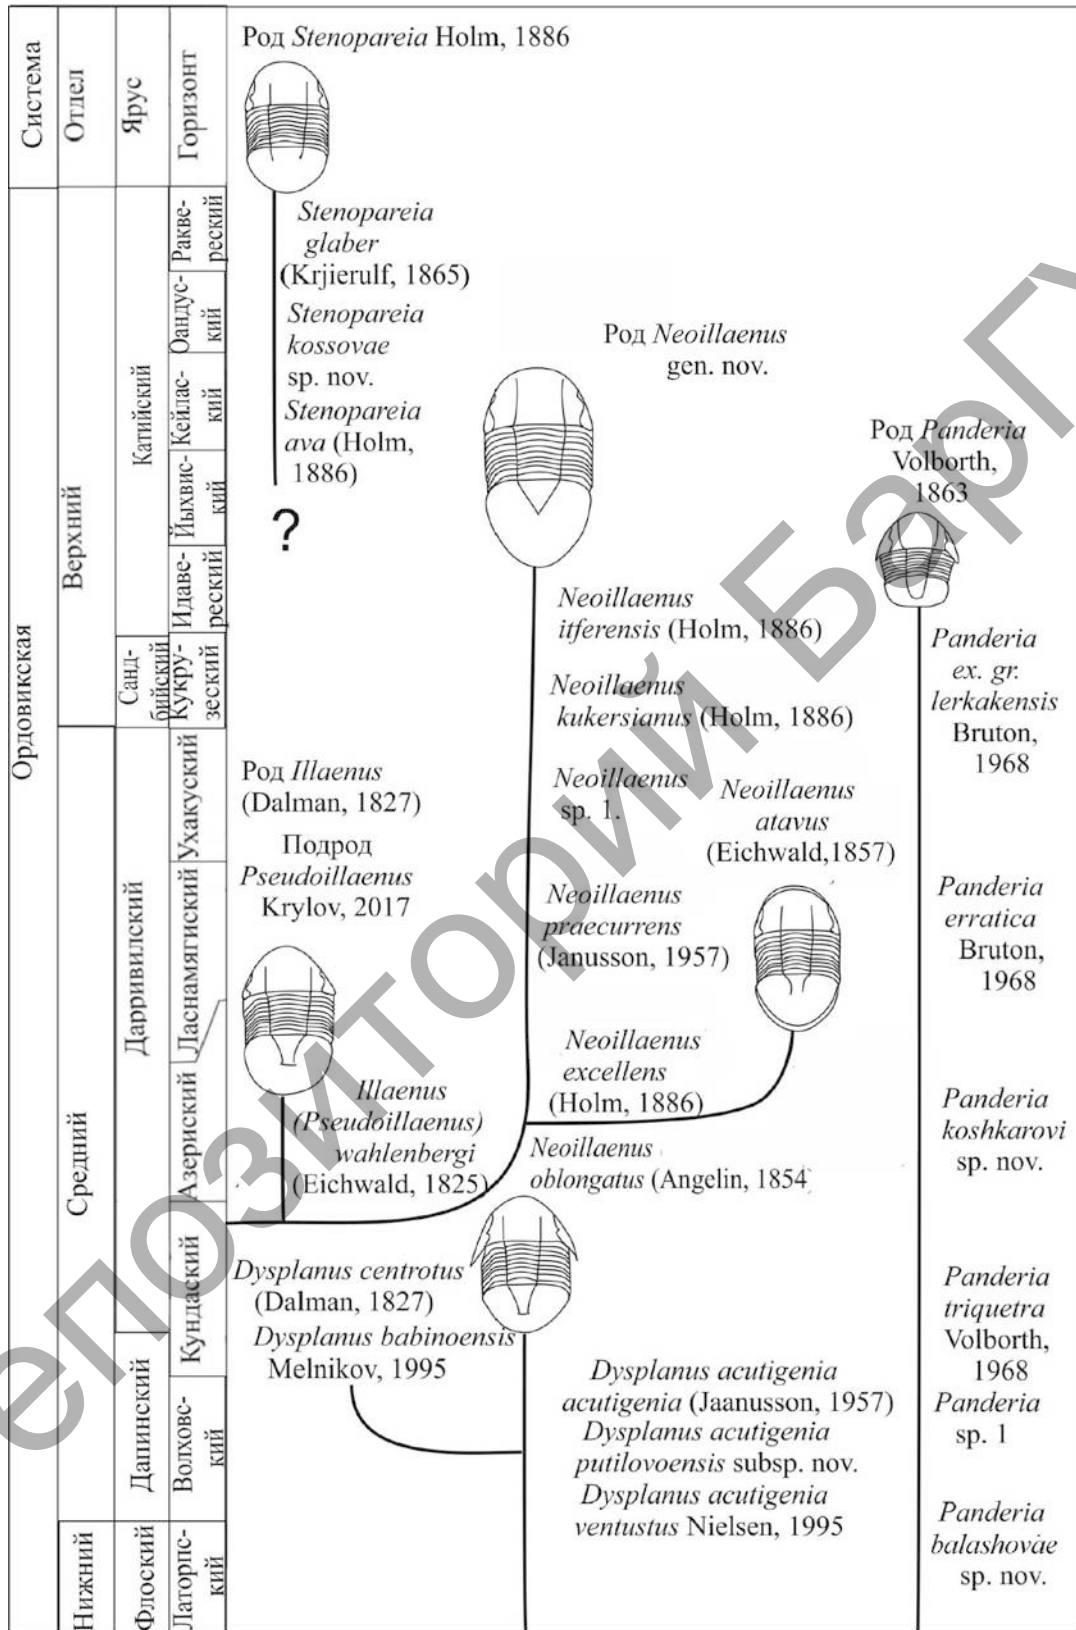 Система
Отдел
Ярус
Горизонт
Ордовикская
Верхний
Средний
Нижний
Катийский
Санд-
бийский
Дарривилский
Дапинский
Флоский
Ракве-
реский
Оандус-
кий
Кейлас-
кий
Йыхвис-
кий
Идаве-
реский
Кукру-
зеский
Ухакуский
Ласнамягиский
Азериский
Кундаский
Волховс-
кий
Латорпс-
кий
Род Stenopareia Holm, 1886
Stenopareia
glaber
(Krjierulf, 1865)
Stenopareia
kossovae
sp. nov.
Stenopareia
ava (Holm,
1886)
?
Род Neoillaenus
gen. nov.
Neoillaenus
itferensis (Holm, 1886)
Neoillaenus
kukersianus (Holm, 1886)
Neoillaenus
sp. 1.
Neoillaenus
atavus
(Eichwald,1857)
Neoillaenus
praecurrens
(Janusson, 1957)
Neoillaenus
excellens
(Holm, 1886)
Neoillaenus
oblongatus (Angelin, 1854)
Род Illaenus
(Dalman, 1827)
Подрод
Pseudoillaenus
Krylov, 2017
Illaenus
(Pseudoillaenus)
wahlenbergi
(Eichwald, 1825)
Dysplanus centrotus
(Dalman, 1827)
Dysplanus babinoensis
Melnikov, 1995
Dysplanus acutigenia
acutigenia (Jaanusson, 1957)
Dysplanus acutigenia
putilovoensis subsp. nov.
Dysplanus acutigenia
ventustus Nielsen, 1995
Род Panderia
Volborth,
1863
Panderia
ex. gr.
lerkakensis
Bruton,
1968
Panderia
erratica
Bruton,
1968
Panderia
koshkarovi
sp. nov.
Panderia
triquetra
Volborth,
1968
Panderia
sp. 1
Panderia
balashovae
sp. nov.
епозиторий БарГУ